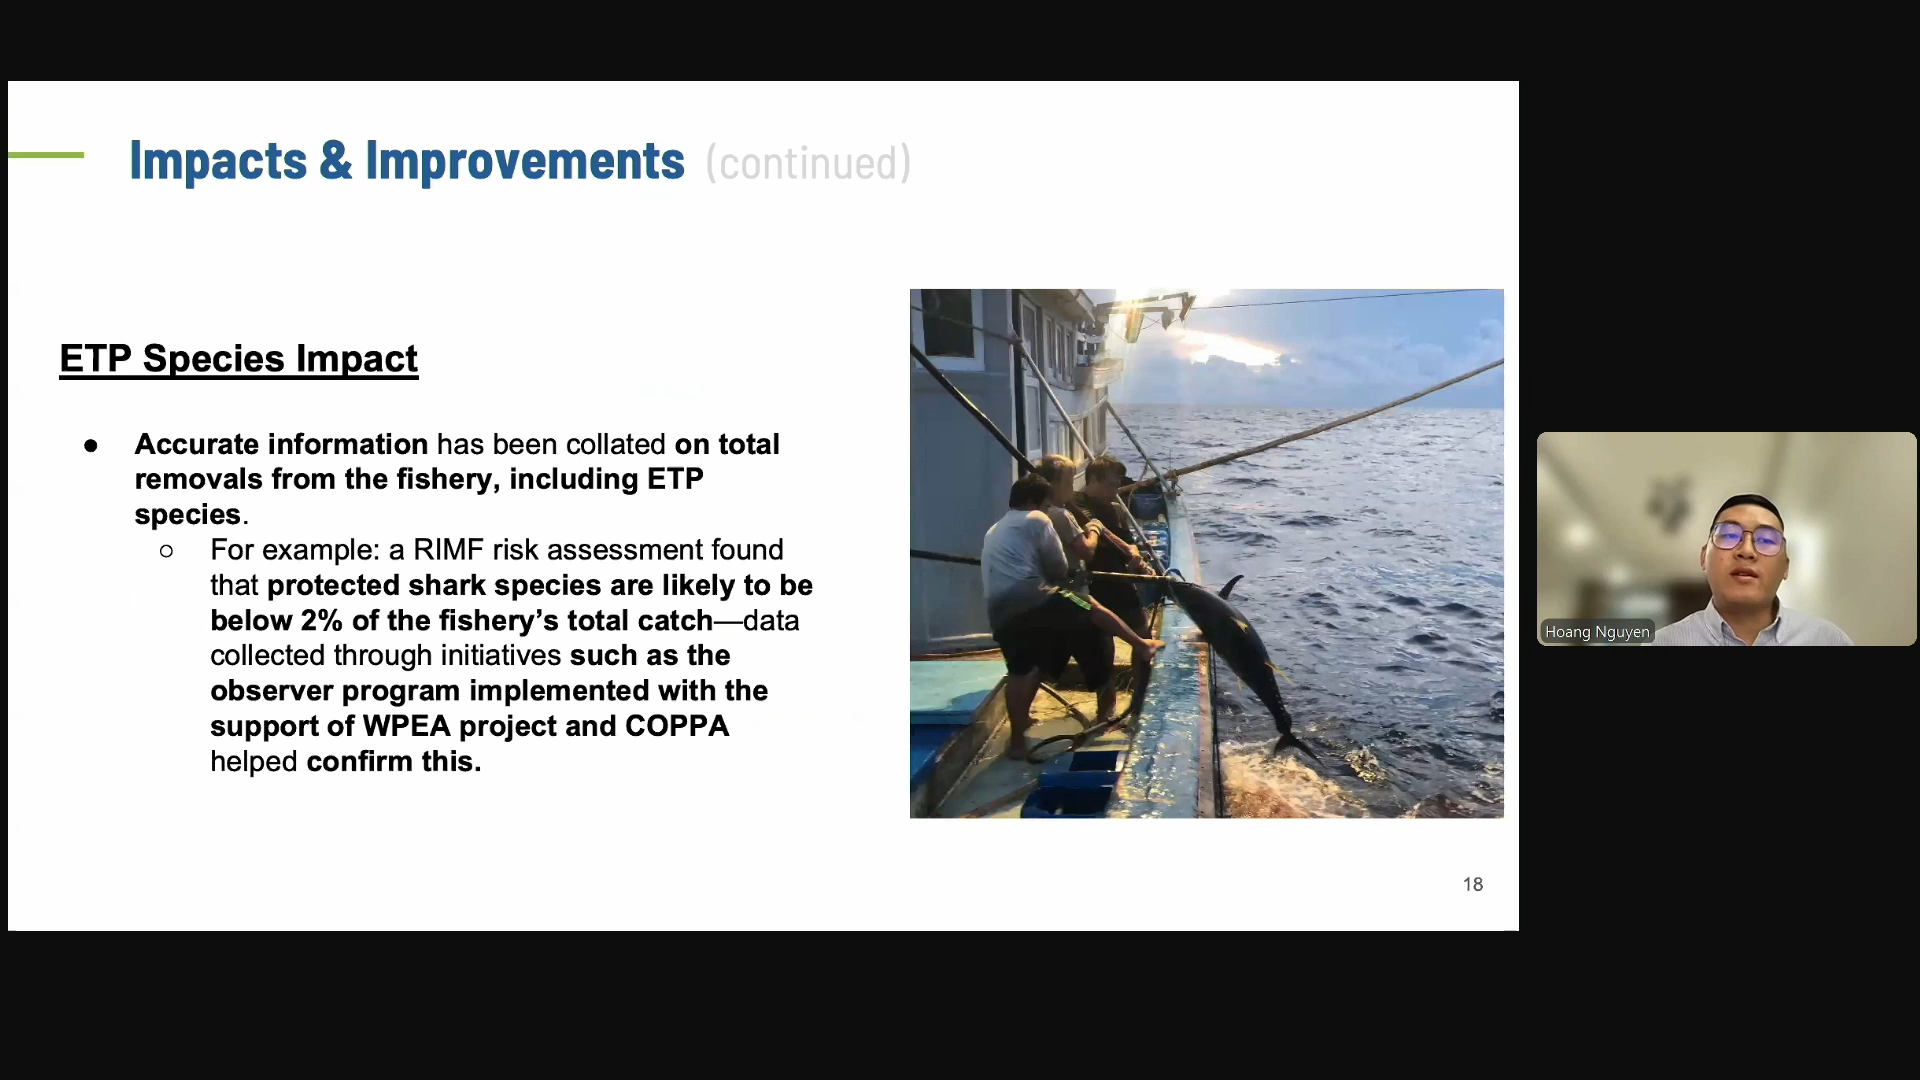 Impacts & Improvements (continued)
ETP Species Impact
● Accurate information has been collated on total
removals from the fishery, including ETP
species.
○ For example: a RIMF risk assessment found
that protected shark species are likely to be
below 2% of the fishery’s total catch—data
collected through initiatives such as the
observer program implemented with the
support of WPEA project and COPPA
helped confirm this.
Hoang Nguyen
18